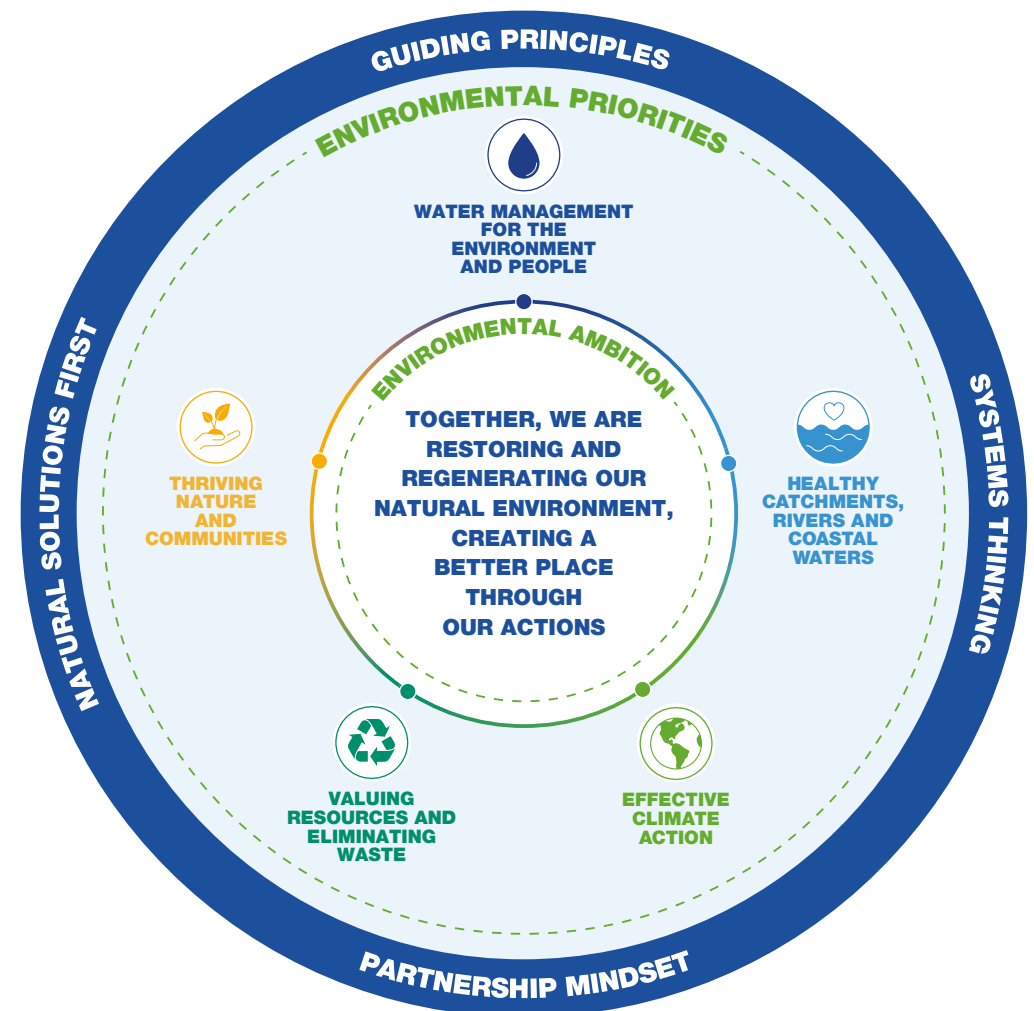 GUIDING PRINCIPLES
ENVIRONMENTAL PRIORITIES
WATER MANAGEMENT
FOR THE
ENVIRONMENT
AND PEOPLE
NATURAL SOLUTIONS FIRST
SYSTEMS THINKING
THRIVING
NATURE
AND
COMMUNITIES
ENVIRONMENTAL AMBITION
TOGETHER, WE ARE
RESTORING AND
REGENERATING OUR
NATURAL ENVIRONMENT,
CREATING A
BETTER PLACE
THROUGH
OUR ACTIONS
HEALTHY
CATCHMENTS,
RIVERS AND
COASTAL
WATERS
VALUING
RESOURCES AND
ELIMINATING
WASTE
EFFECTIVE
CLIMATE
ACTION
PARTNERSHIP MINDSET